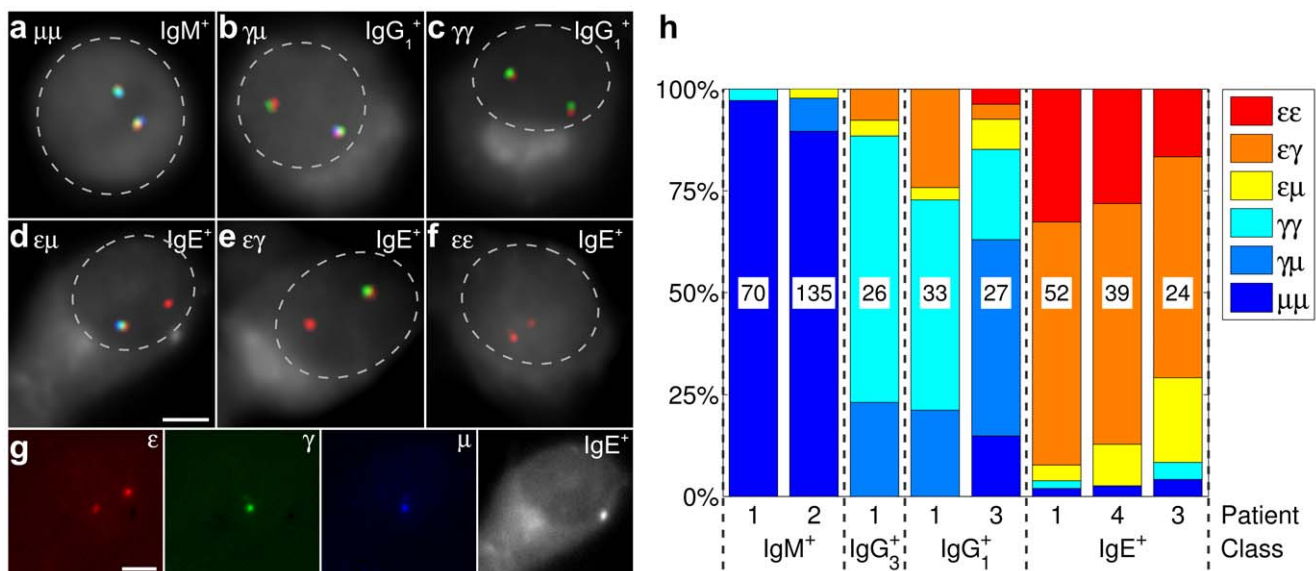 a μμ IgM+
b γμ IgG1+
c γγ IgG1+
d εμ IgE+
e εγ IgE+
f εε IgE+
g ε
γ
μ
IgE+
h
100%
75%
50%
25%
0%
70 135 26 33 27 52 39 24
1 2 1 1 3 1 4 3 Patient
IgM+ IgG3+ IgG1+ IgE+ Class
εε
εγ
εμ
γγ
γμ
μμ